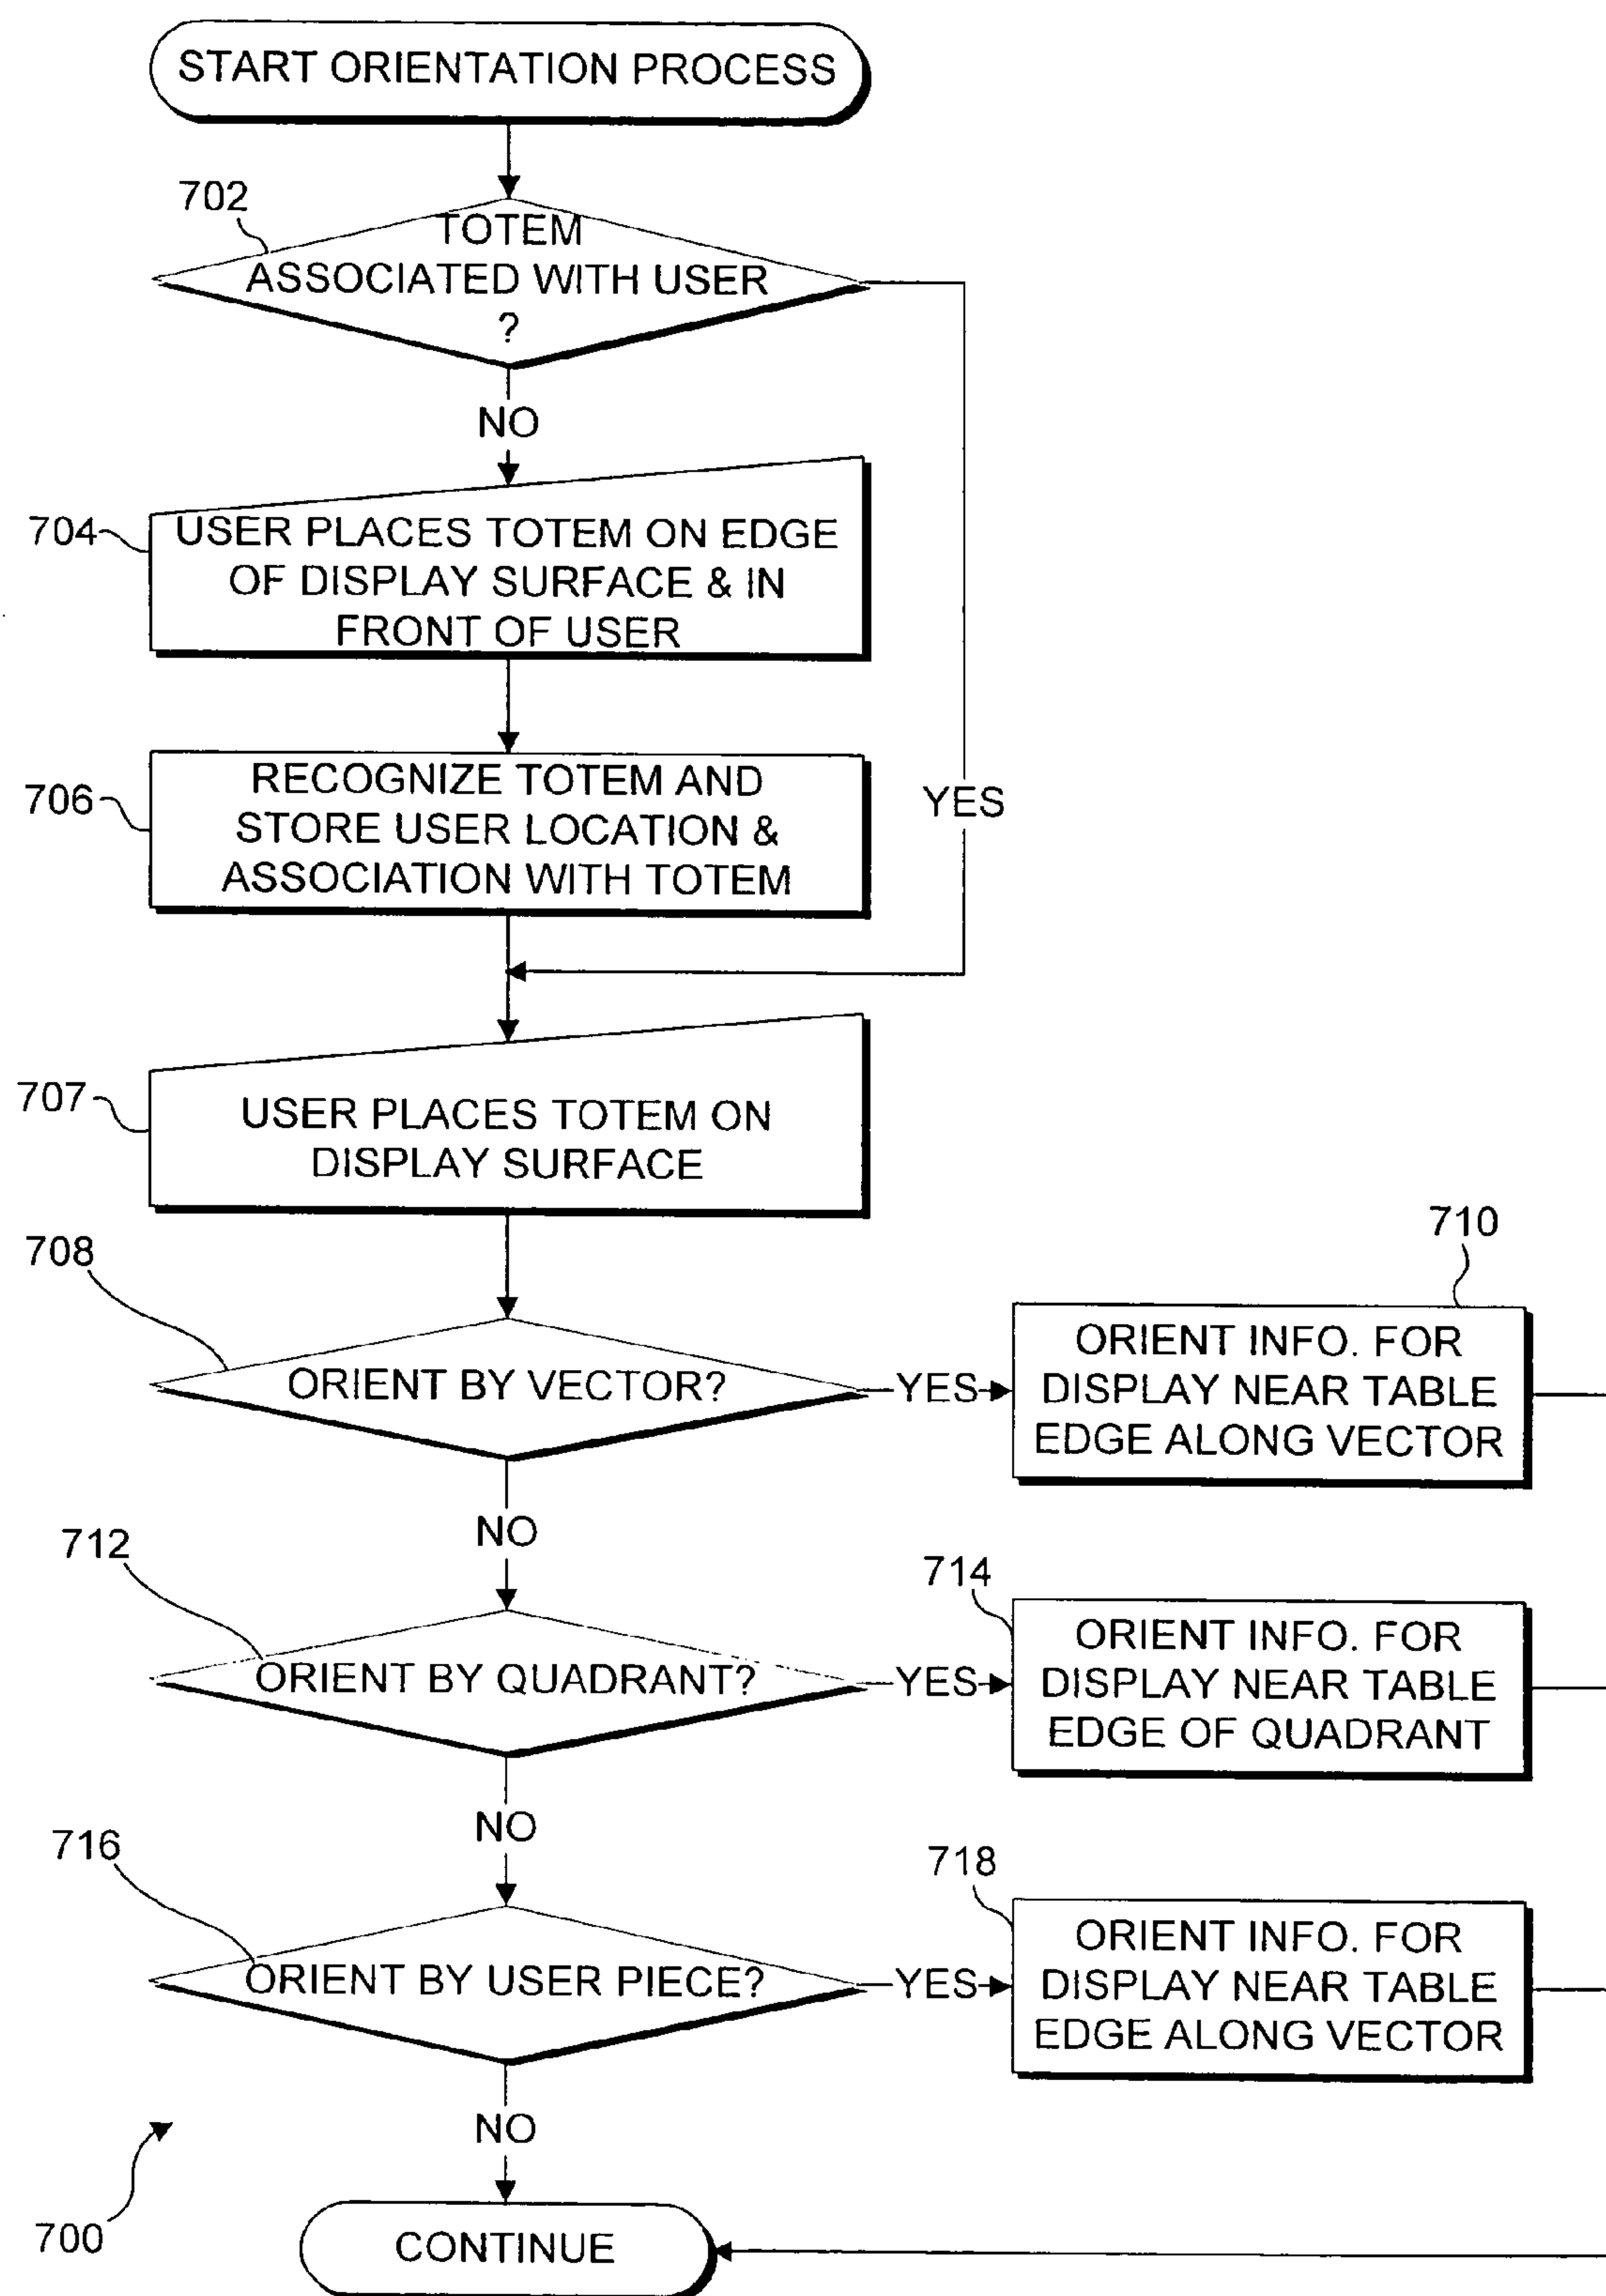 START ORIENTATION PROCESS
702
TOTEM
ASSOCIATED WITH USER
?
NO
YES
704
USER PLACES TOTEM ON EDGE
OF DISPLAY SURFACE & IN
FRONT OF USER
706
RECOGNIZE TOTEM AND
STORE USER LOCATION &
ASSOCIATION WITH TOTEM
707
USER PLACES TOTEM ON
DISPLAY SURFACE
708
ORIENT BY VECTOR?
YES
710
ORIENT INFO. FOR
DISPLAY NEAR TABLE
EDGE ALONG VECTOR
NO
712
ORIENT BY QUADRANT?
YES
714
ORIENT INFO. FOR
DISPLAY NEAR TABLE
EDGE OF QUADRANT
NO
716
ORIENT BY USER PIECE?
YES
718
ORIENT INFO. FOR
DISPLAY NEAR TABLE
EDGE ALONG VECTOR
NO
700
CONTINUE